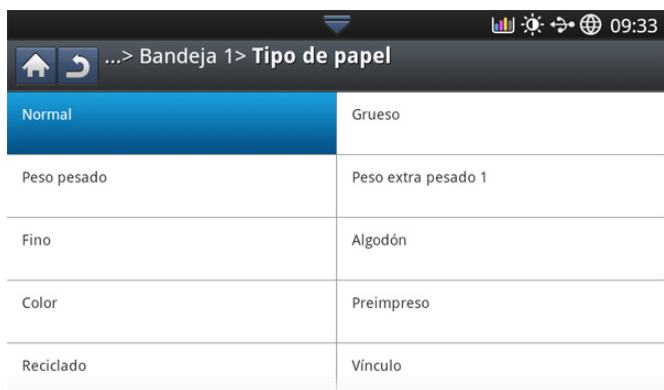 09:33
...> Bandeja 1> Tipo de papel
Normal
Grueso
Peso pesado
Peso extra pesado 1
Fino
Algodón
Color
Preimpreso
Reciclado
Vínculo